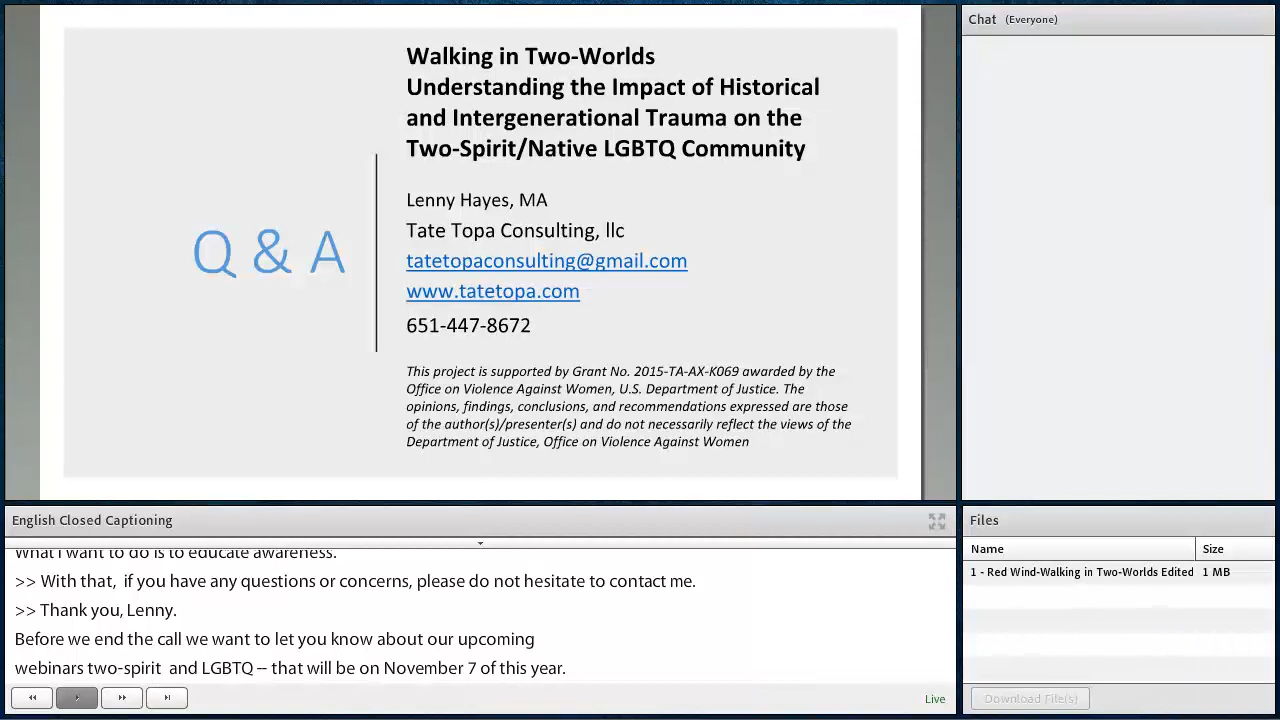 Walking in Two-Worlds
Understanding the Impact of Historical
and Intergenerational Trauma on the
Two-Spirit/Native LGBTQ Community
Q & A
Lenny Hayes, MA
Tate Topa Consulting, llc
tatetopaconsulting@gmail.com
www.tatetopa.com
651-447-8672
This project is supported by Grant No. 2015-TA-AX-K069 awarded by the
Office on Violence Against Women, U.S. Department of Justice. The
opinions, findings, conclusions, and recommendations expressed are those
of the author(s)/presenter(s) and do not necessarily reflect the views of the
Department of Justice, Office on Violence Against Women
Chat (Everyone)
English Closed Captioning
What I want to do is to educate awareness.
>> With that, if you have any questions or concerns, please do not hesitate to contact me.
>> Thank you, Lenny.
Before we end the call we want to let you know about our upcoming
webinars two-spirit and LGBTQ -- that will be on November 7 of this year.
Live
Files
Name Size
1 - Red Wind-Walking in Two-Worlds Edited 1 MB
Download File(s)